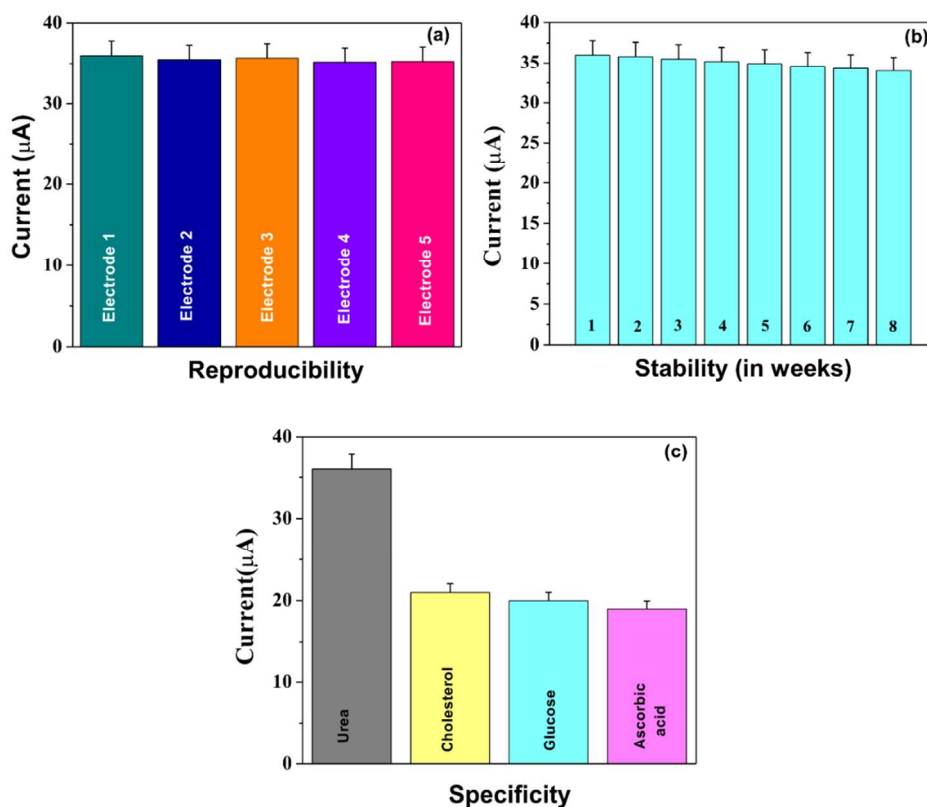 (a)
40
30
20
10
0
Current (μA)
Electrode 1
Electrode 2
Electrode 3
Electrode 4
Electrode 5
Reproducibility
(b)
40
35
30
25
20
15
10
5
0
Current (μA)
1 2 3 4 5 6 7 8
Stability (in weeks)
(c)
40
30
20
10
0
Current(μA)
Urea
Cholesterol
Glucose
Ascorbic
acid
Specificity